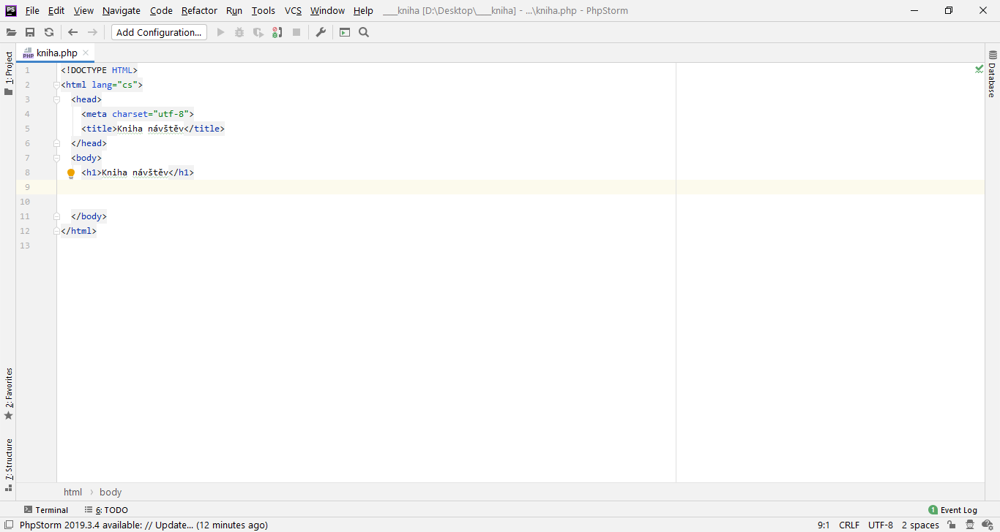 PS File Edit View Navigate Code Refactor Run Tools VCS Window Help ___kniha [D:\Desktop\___kniha] - ...\kniha.php - PhpStorm
Add Configuration...
1: Project
PHP kniha.php
Database
1 <!DOCTYPE HTML>
2 <html lang="cs">
3 <head>
4 <meta charset="utf-8">
5 <title>Kniha návštěv</title>
6 </head>
7 <body>
8 <h1>Kniha návštěv</h1>
9
10
11 </body>
12 </html>
13
2: Favorites
7: Structure
html › body
Terminal 6: TODO 1 Event Log
PhpStorm 2019.3.4 available: // Update... (12 minutes ago) 9:1 CRLF UTF-8 2 spaces